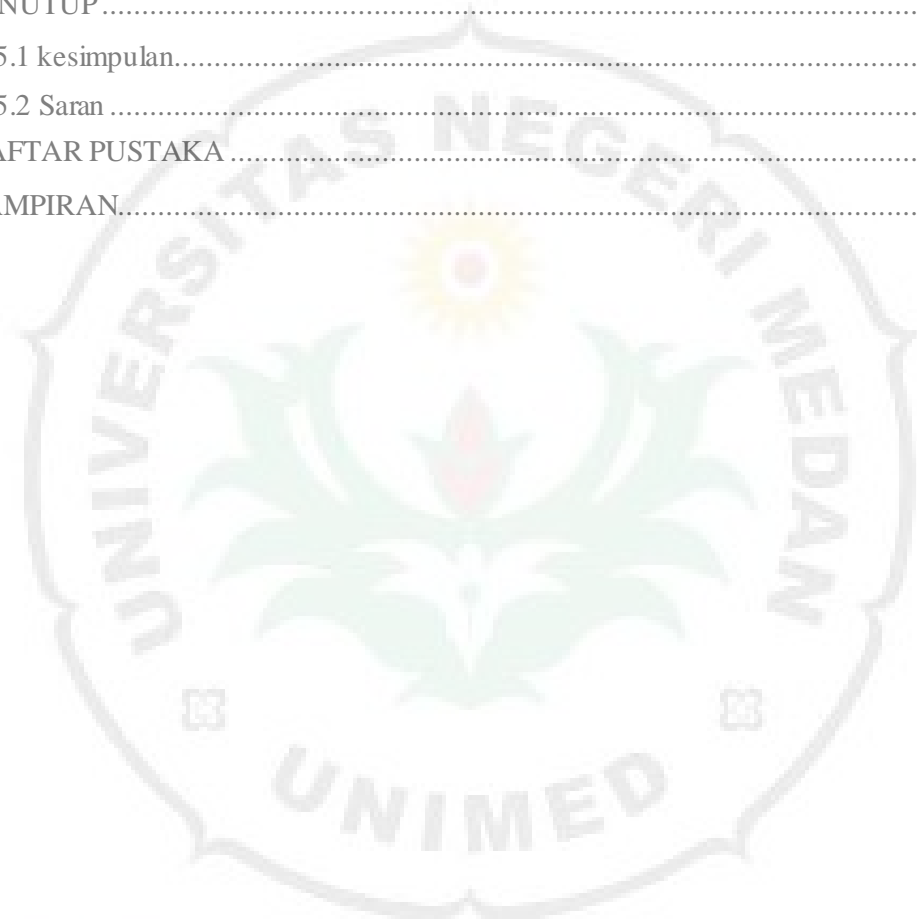 NUTUP....................................................................................................
5.1 kesimpulan............................................................................................
5.2 Saran....................................................................................................
AFTAR PUSTAKA....................................................................................
AMPIRAN..................................................................................................
UNIVERSITAS NEGERI MEDAN
UNIMED